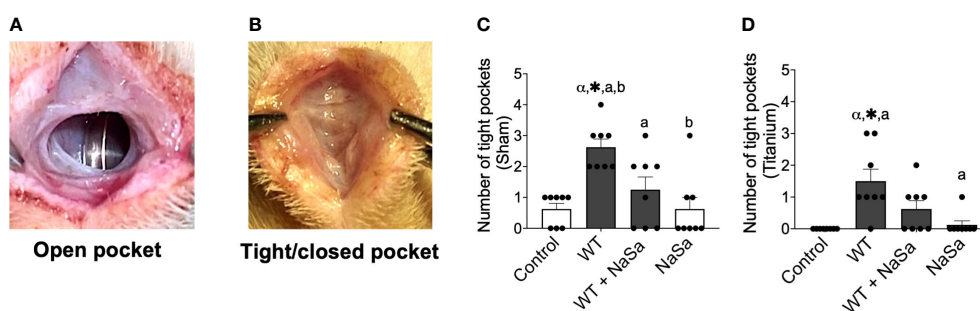 A
B
C
D
Open pocket
Tight/closed pocket
Number of tight pockets
(Sham)
5
4
3
2
1
0
α,*,a,b
a
b
Control
WT
WT + NaSa
NaSa
Number of tight pockets
(Titanium)
5
4
3
2
1
0
α,*,a
a
Control
WT
WT + NaSa
NaSa